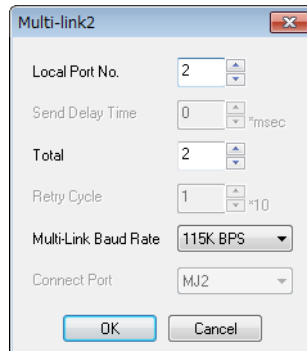 Multi-link2
Local Port No. 2
Send Delay Time 0 *msec
Total 2
Retry Cycle 1 *10
Multi-Link Baud Rate 115K BPS
Connect Port MJ2
OK Cancel